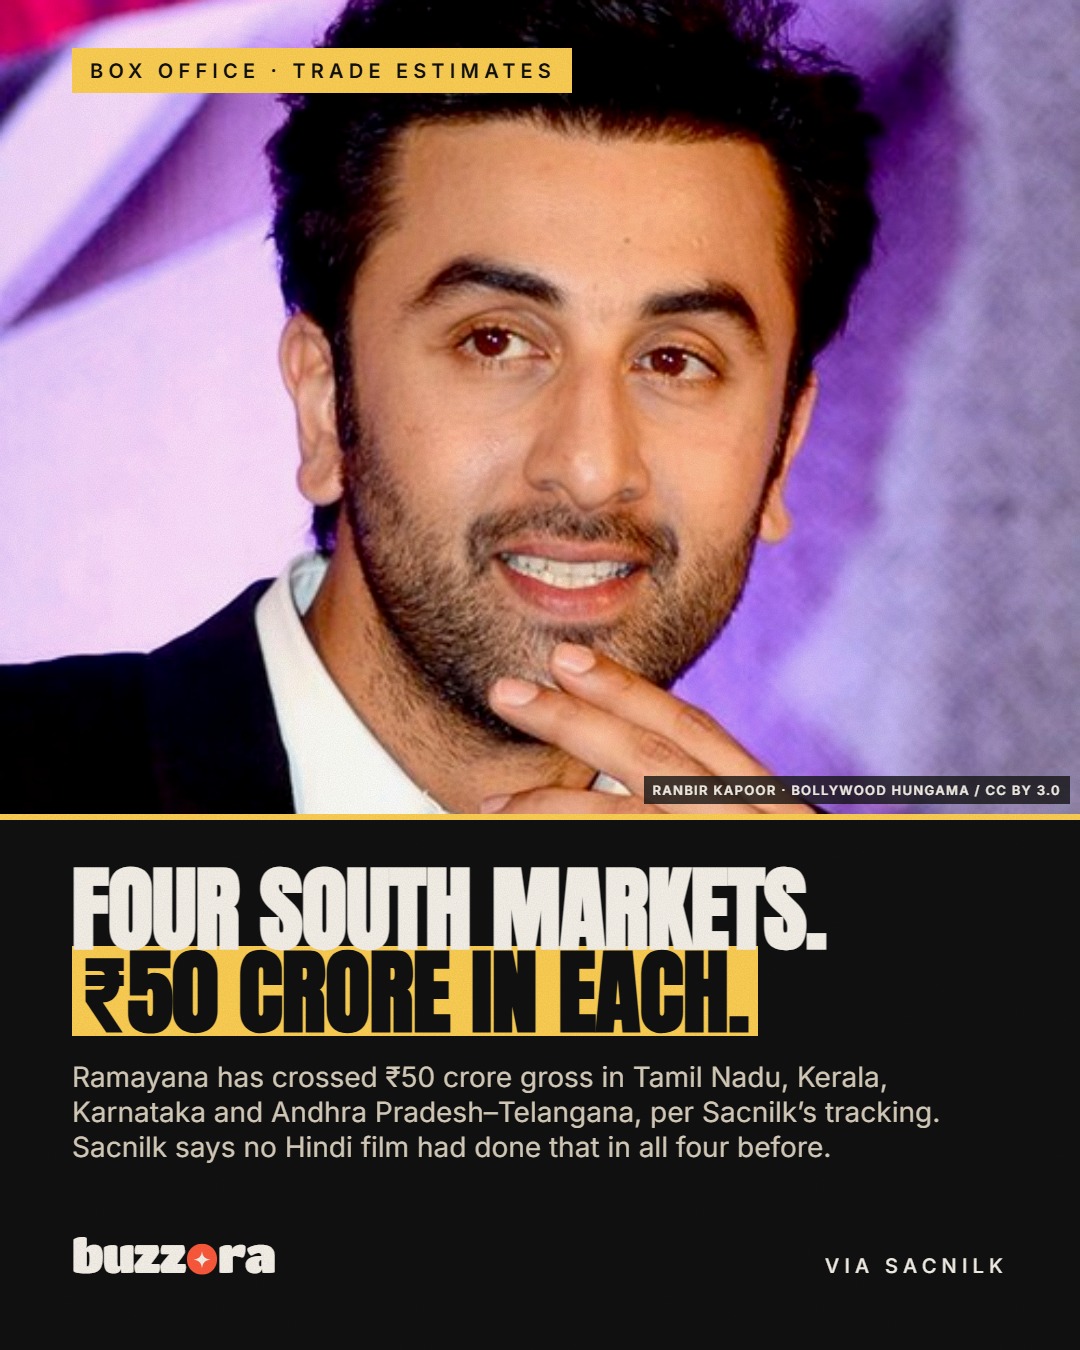 BOX OFFICE · TRADE ESTIMATES
RANBIR KAPOOR · BOLLYWOOD HUNGAMA / CC BY 3.0
FOUR SOUTH MARKETS.
₹50 CRORE IN EACH.
Ramayana has crossed ₹50 crore gross in Tamil Nadu, Kerala,
Karnataka and Andhra Pradesh–Telangana, per Sacnilk’s tracking.
Sacnilk says no Hindi film had done that in all four before.
buzzora
VIA SACNILK